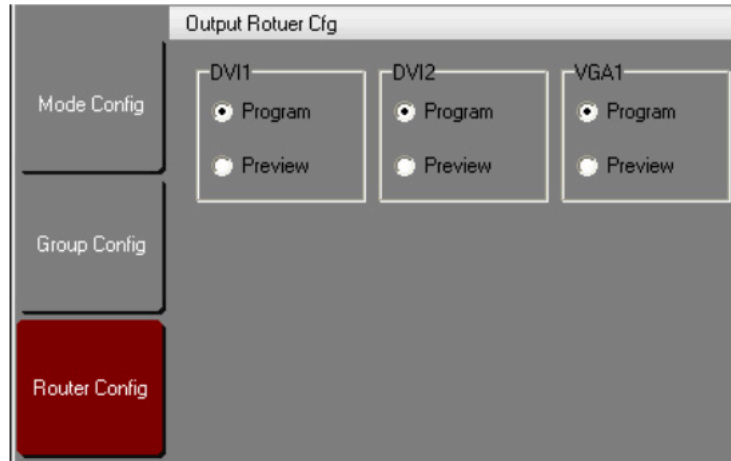 Output Rotuer Cfg
Mode Config
Group Config
Router Config
DVI1
Program
Preview
DVI2
Program
Preview
VGA1
Program
Preview